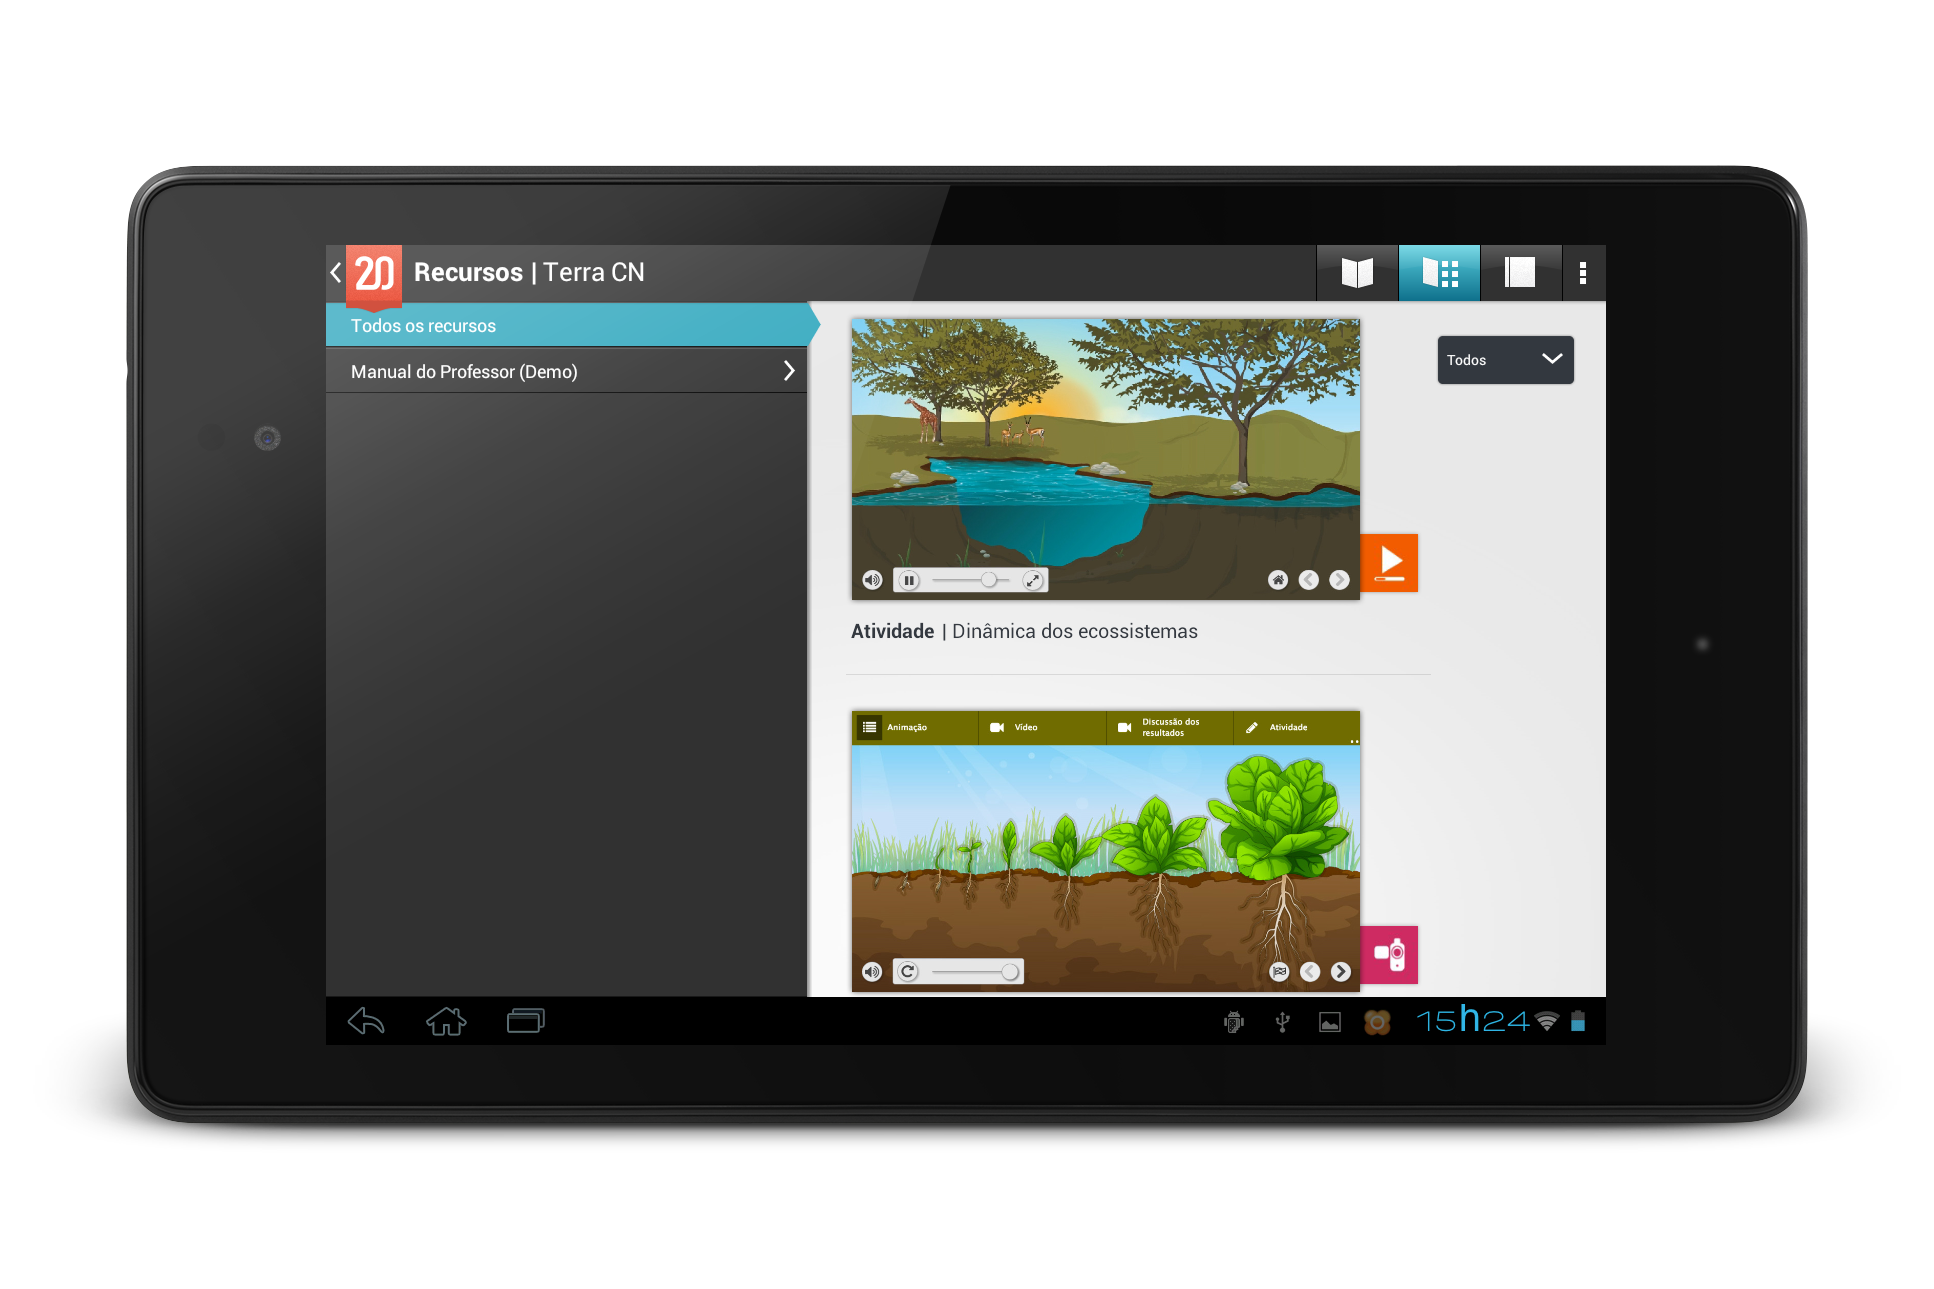 20 Recursos | Terra CN
Todos os recursos
Manual do Professor (Demo)
Todos
Atividade | Dinâmica dos ecossistemas
Animação
Vídeo
Discussão dos
resultados
Atividade
15h24